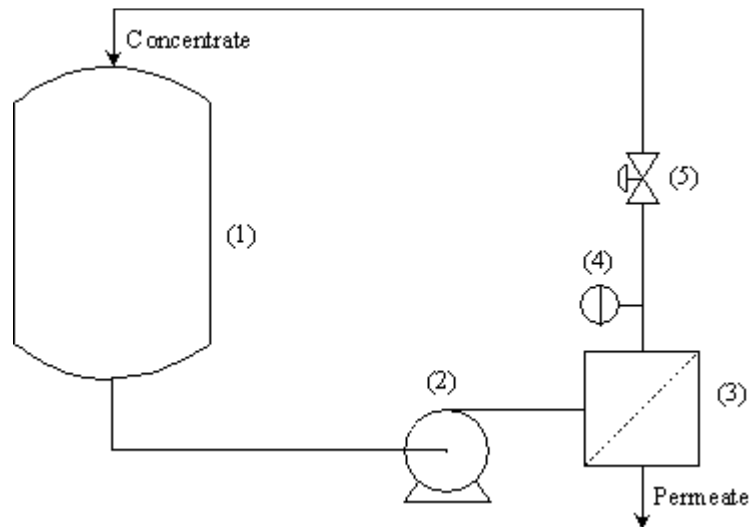 Concentrate
(5)
(1)
(4)
(2)
(3)
Permeate